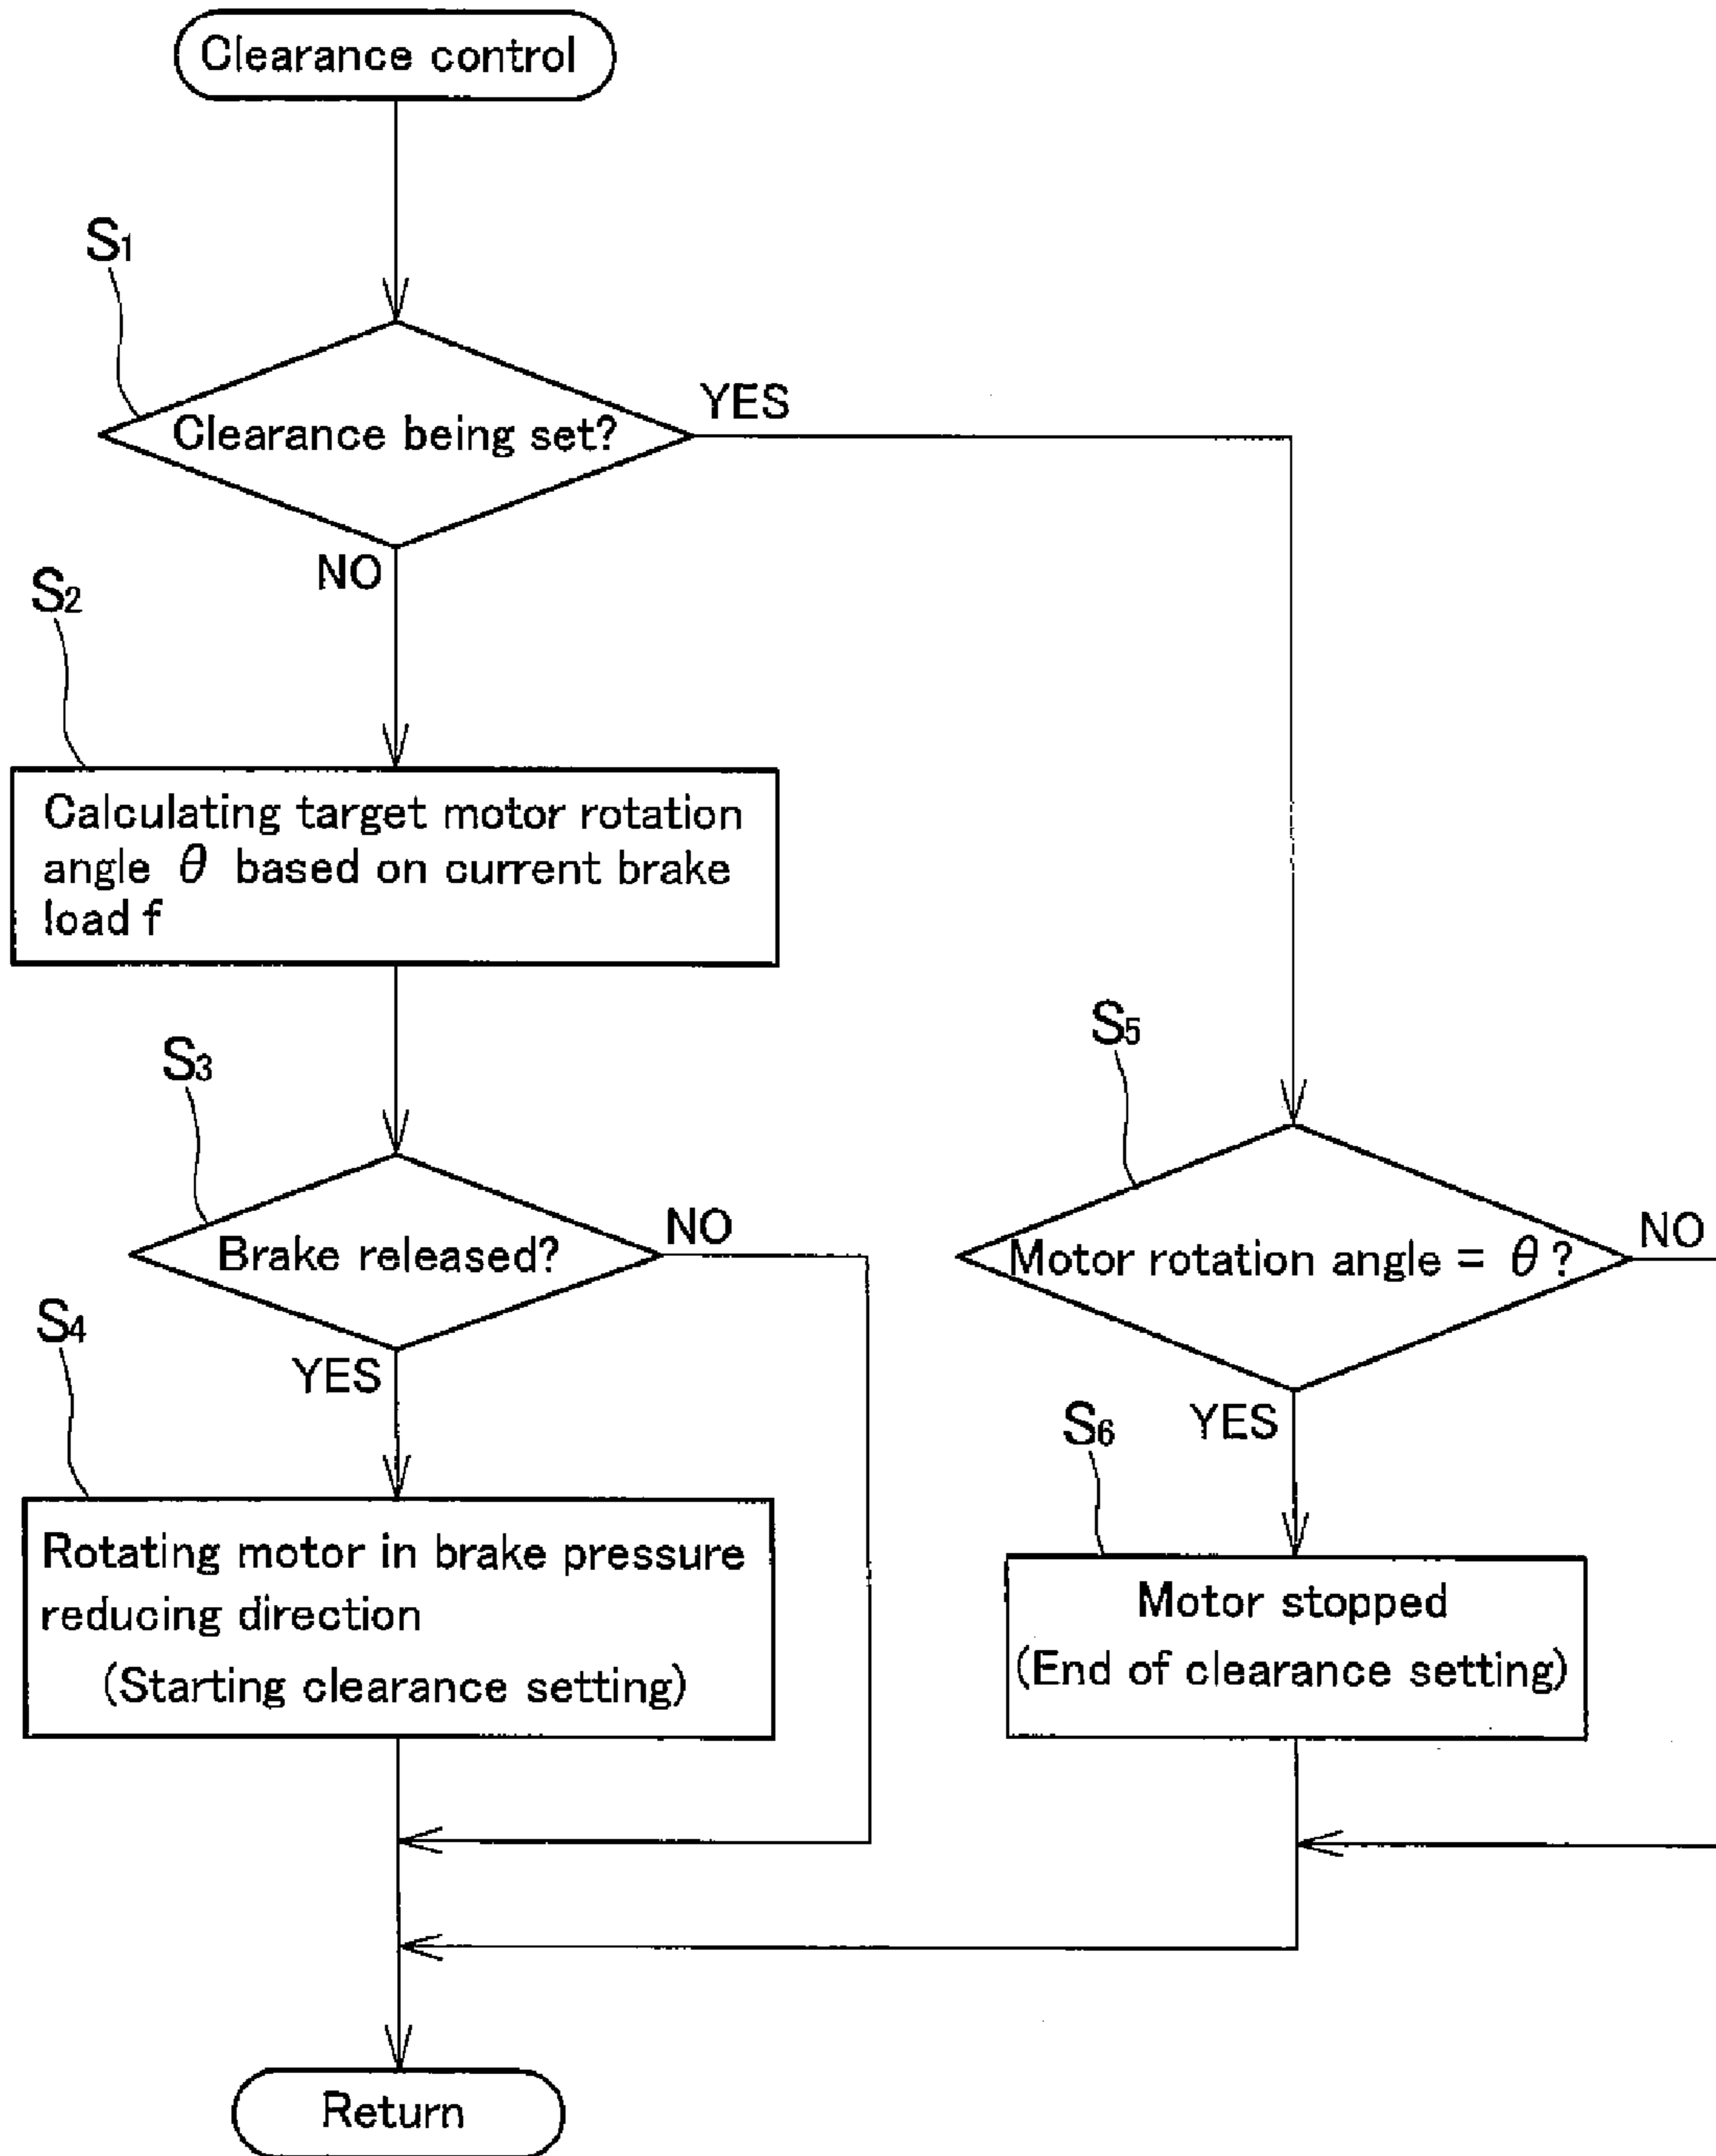 Clearance control
S1
Clearance being set?
YES
NO
S2
Calculating target motor rotation
angle θ based on current brake
load f
S3
Brake released?
NO
YES
S4
Rotating motor in brake pressure
reducing direction
(Starting clearance setting)
S5
Motor rotation angle = θ?
NO
YES
S6
Motor stopped
(End of clearance setting)
Return